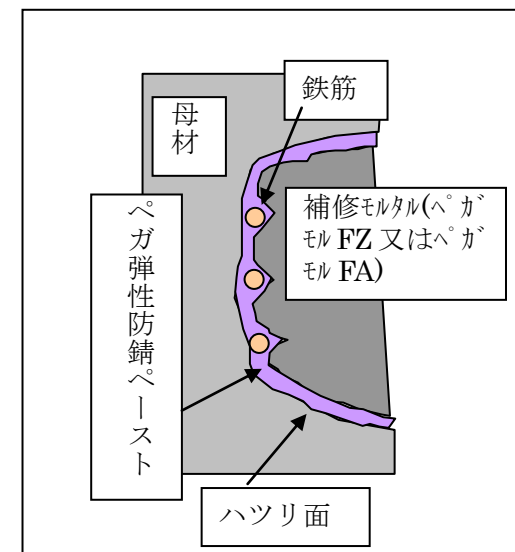 鉄筋
母
材
補修ﾓﾙﾀﾙ(ﾍﾟｶﾞ
ﾓﾙ FZ 又はﾍﾟｶﾞ
ﾓﾙ FA)
ペガ弾性防錆ペースト
ハツリ面